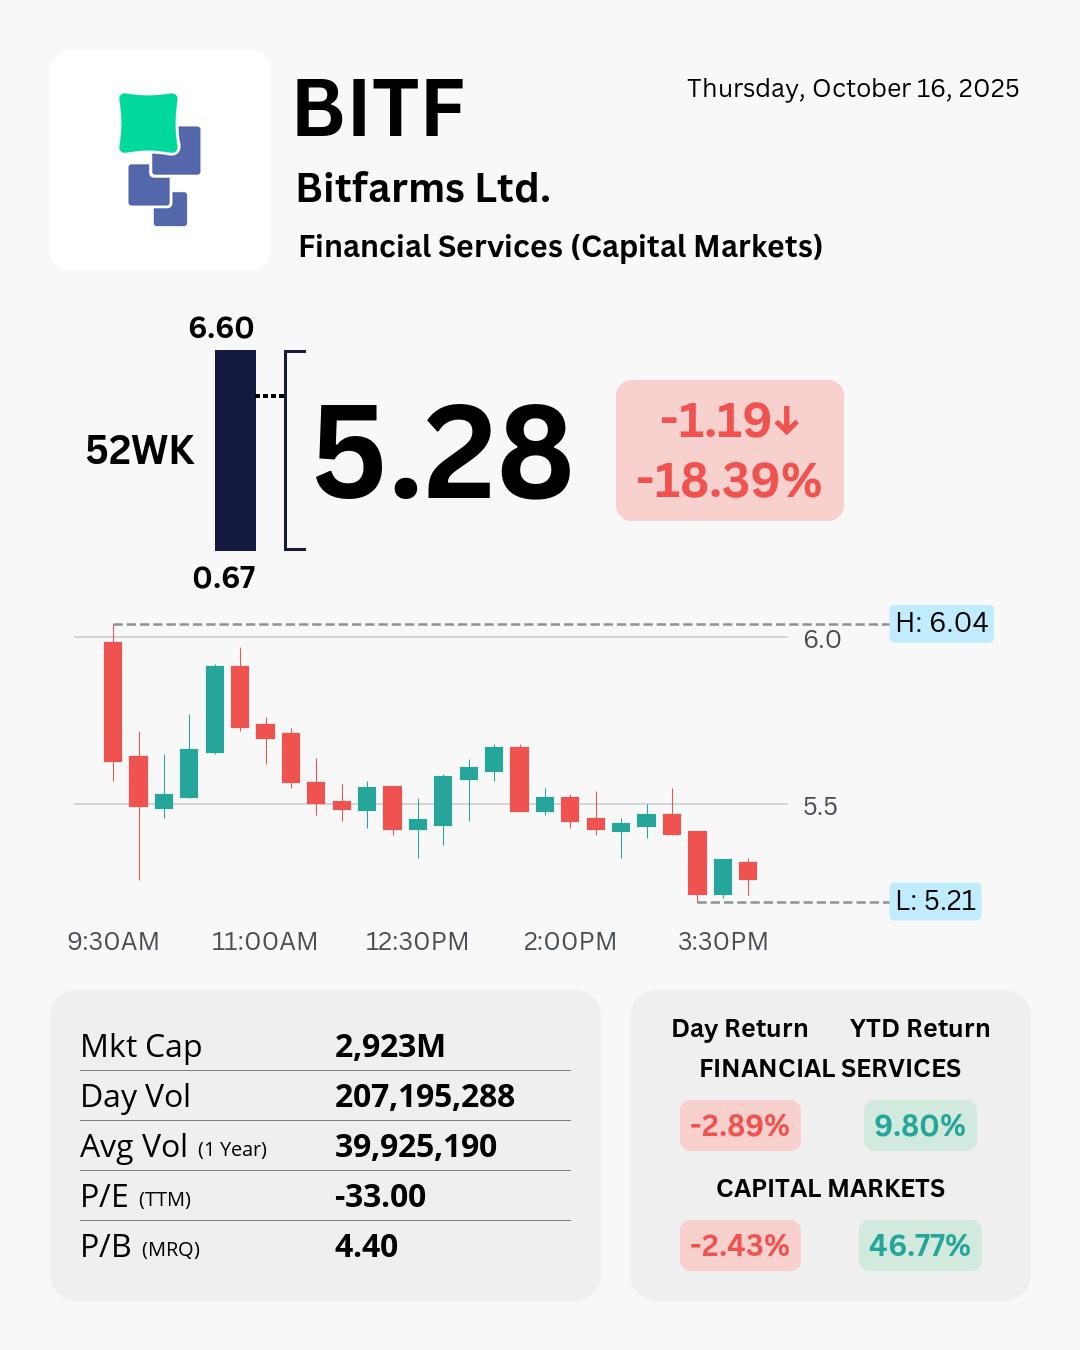 BITF
Thursday, October 16, 2025
Bitfarms Ltd.
Financial Services (Capital Markets)
6.60
52WK
5.28
-1.19↓
-18.39%
0.67
H: 6.04
6.0
5.5
L: 5.21
9:30AM 11:00AM 12:30PM 2:00PM 3:30PM
Mkt Cap 2,923M
Day Vol 207,195,288
Avg Vol (1 Year) 39,925,190
P/E (TTM) -33.00
P/B (MRQ) 4.40
Day Return YTD Return
FINANCIAL SERVICES
-2.89% 9.80%
CAPITAL MARKETS
-2.43% 46.77%